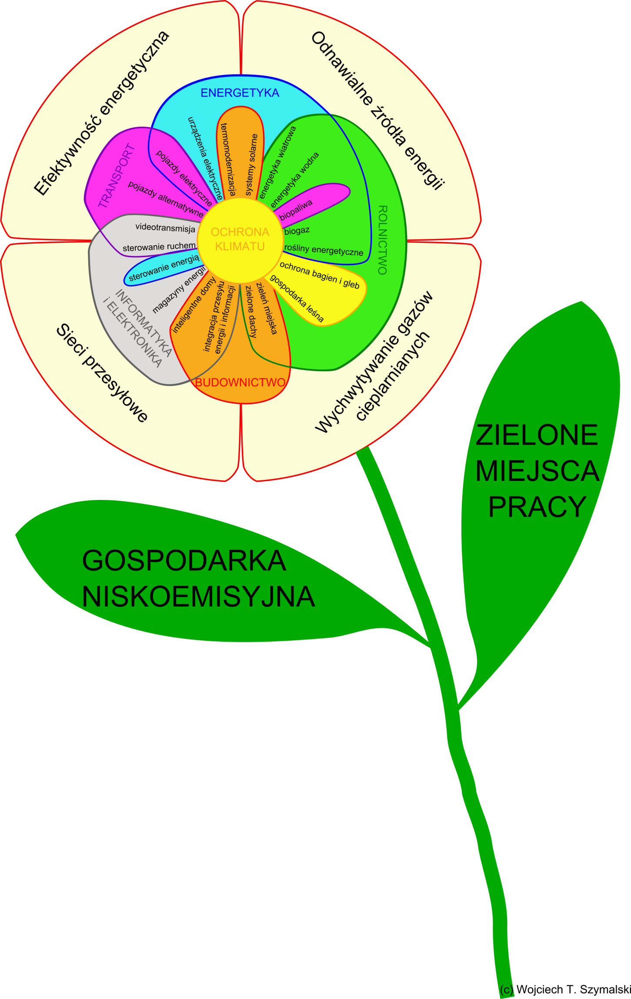 Efektywność energetyczna
Odnawialne źródła energii
ENERGETYKA
TRANSPORT
urządzenia elektryczne
termomodernizacja
systemy solarne
energetyka wiatrowa
energetyka wodna
pojazdy elektryczne
pojazdy alternatywne
biopaliwa
biogaz
rośliny energetyczne
ROLNICTWO
videotransmisja
sterowanie ruchem
OCHRONA
KLIMATU
sterowanie energią
magazyny energii
inteligentne domy
integracja przesyłu
energii i informacji
zielone dachy
zieleń miejska
gospodarka leśna
ochrona bagien i gleb
INFORMATYKA
i ELEKTRONIKA
BUDOWNICTWO
Sieci przesyłowe
Wychwytywanie gazów
cieplarnianych
ZIELONE
MIEJSCA
PRACY
GOSPODARKA
NISKOEMISYJNA
(c) Wojciech T. Szymalski